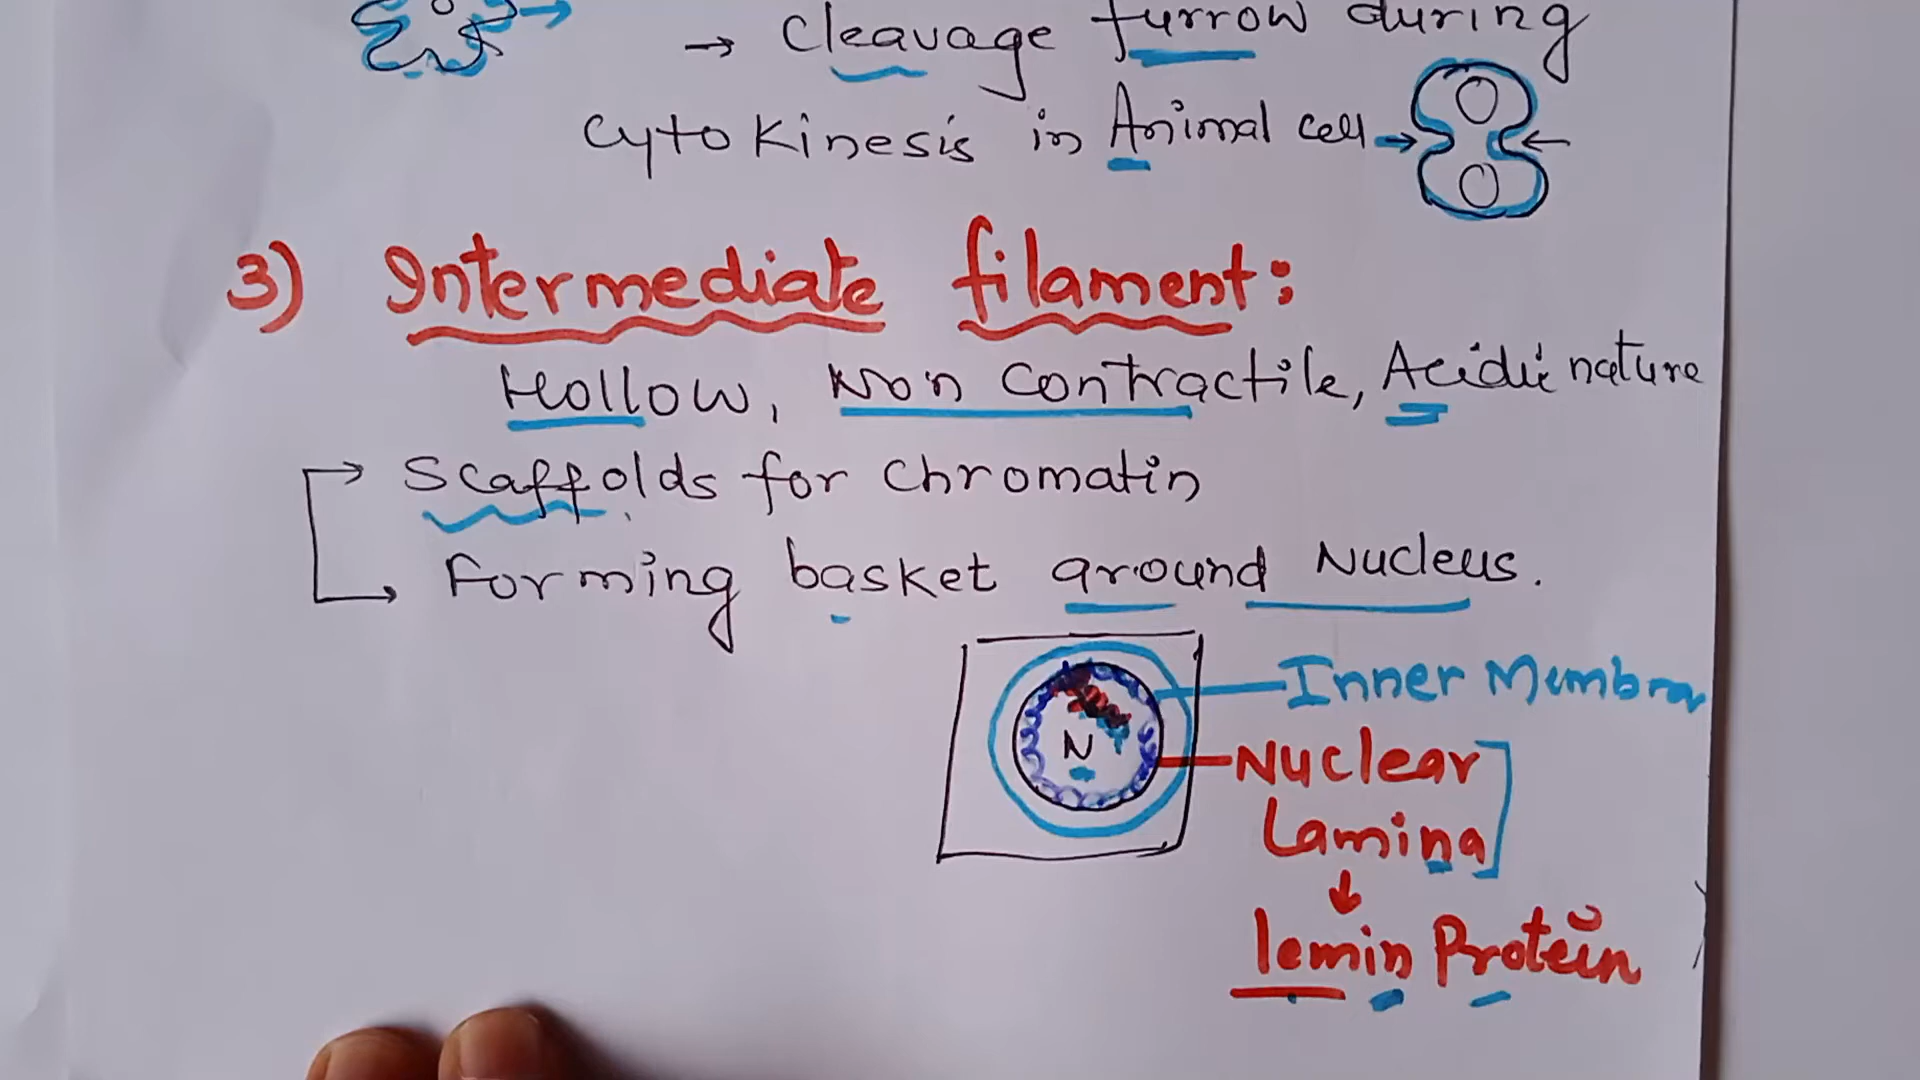 → Cleavage furrow during
cytokinesis in Animal cell
3) Intermediate filament:
Hollow, Non contractile, Acidic nature
→ Scaffolds for chromatin
→ Forming basket around Nucleus.
N
Inner Membra
Nuclear
Lamina
↓
lemin Protein